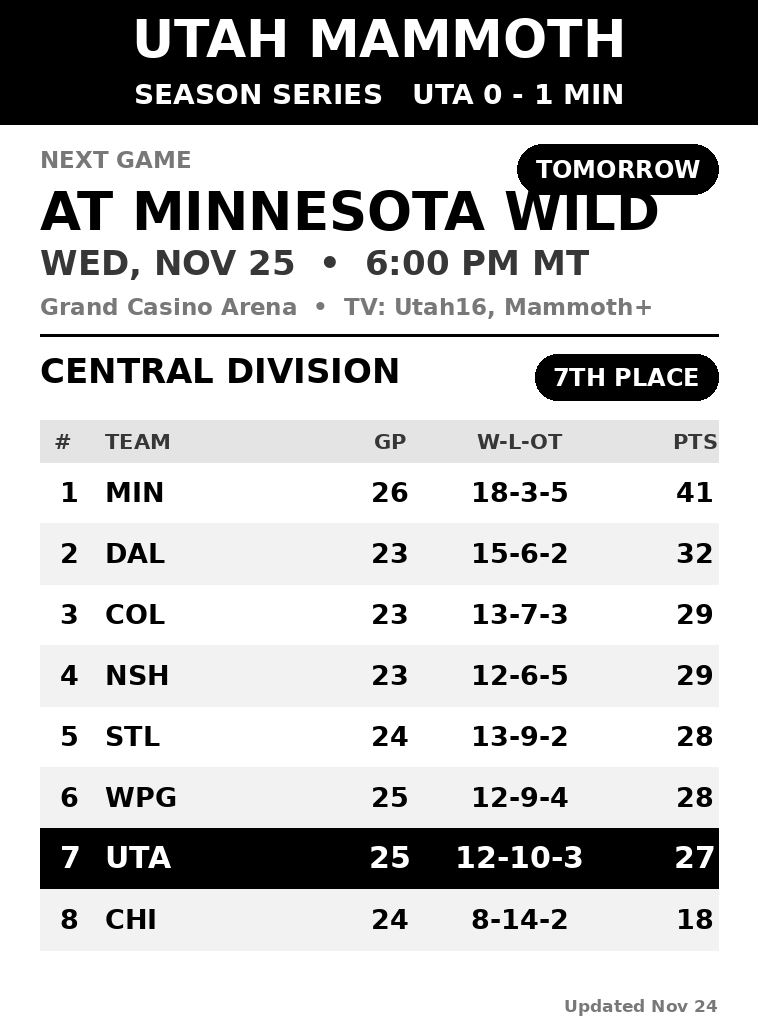 UTAH MAMMOTH
SEASON SERIES UTA 0 - 1 MIN
NEXT GAME
TOMORROW
AT MINNESOTA WILD
WED, NOV 25 • 6:00 PM MT
Grand Casino Arena • TV: Utah16, Mammoth+
CENTRAL DIVISION
7TH PLACE
# TEAM GP W-L-OT PTS
1 MIN 26 18-3-5 41
2 DAL 23 15-6-2 32
3 COL 23 13-7-3 29
4 NSH 23 12-6-5 29
5 STL 24 13-9-2 28
6 WPG 25 12-9-4 28
7 UTA 25 12-10-3 27
8 CHI 24 8-14-2 18
Updated Nov 24